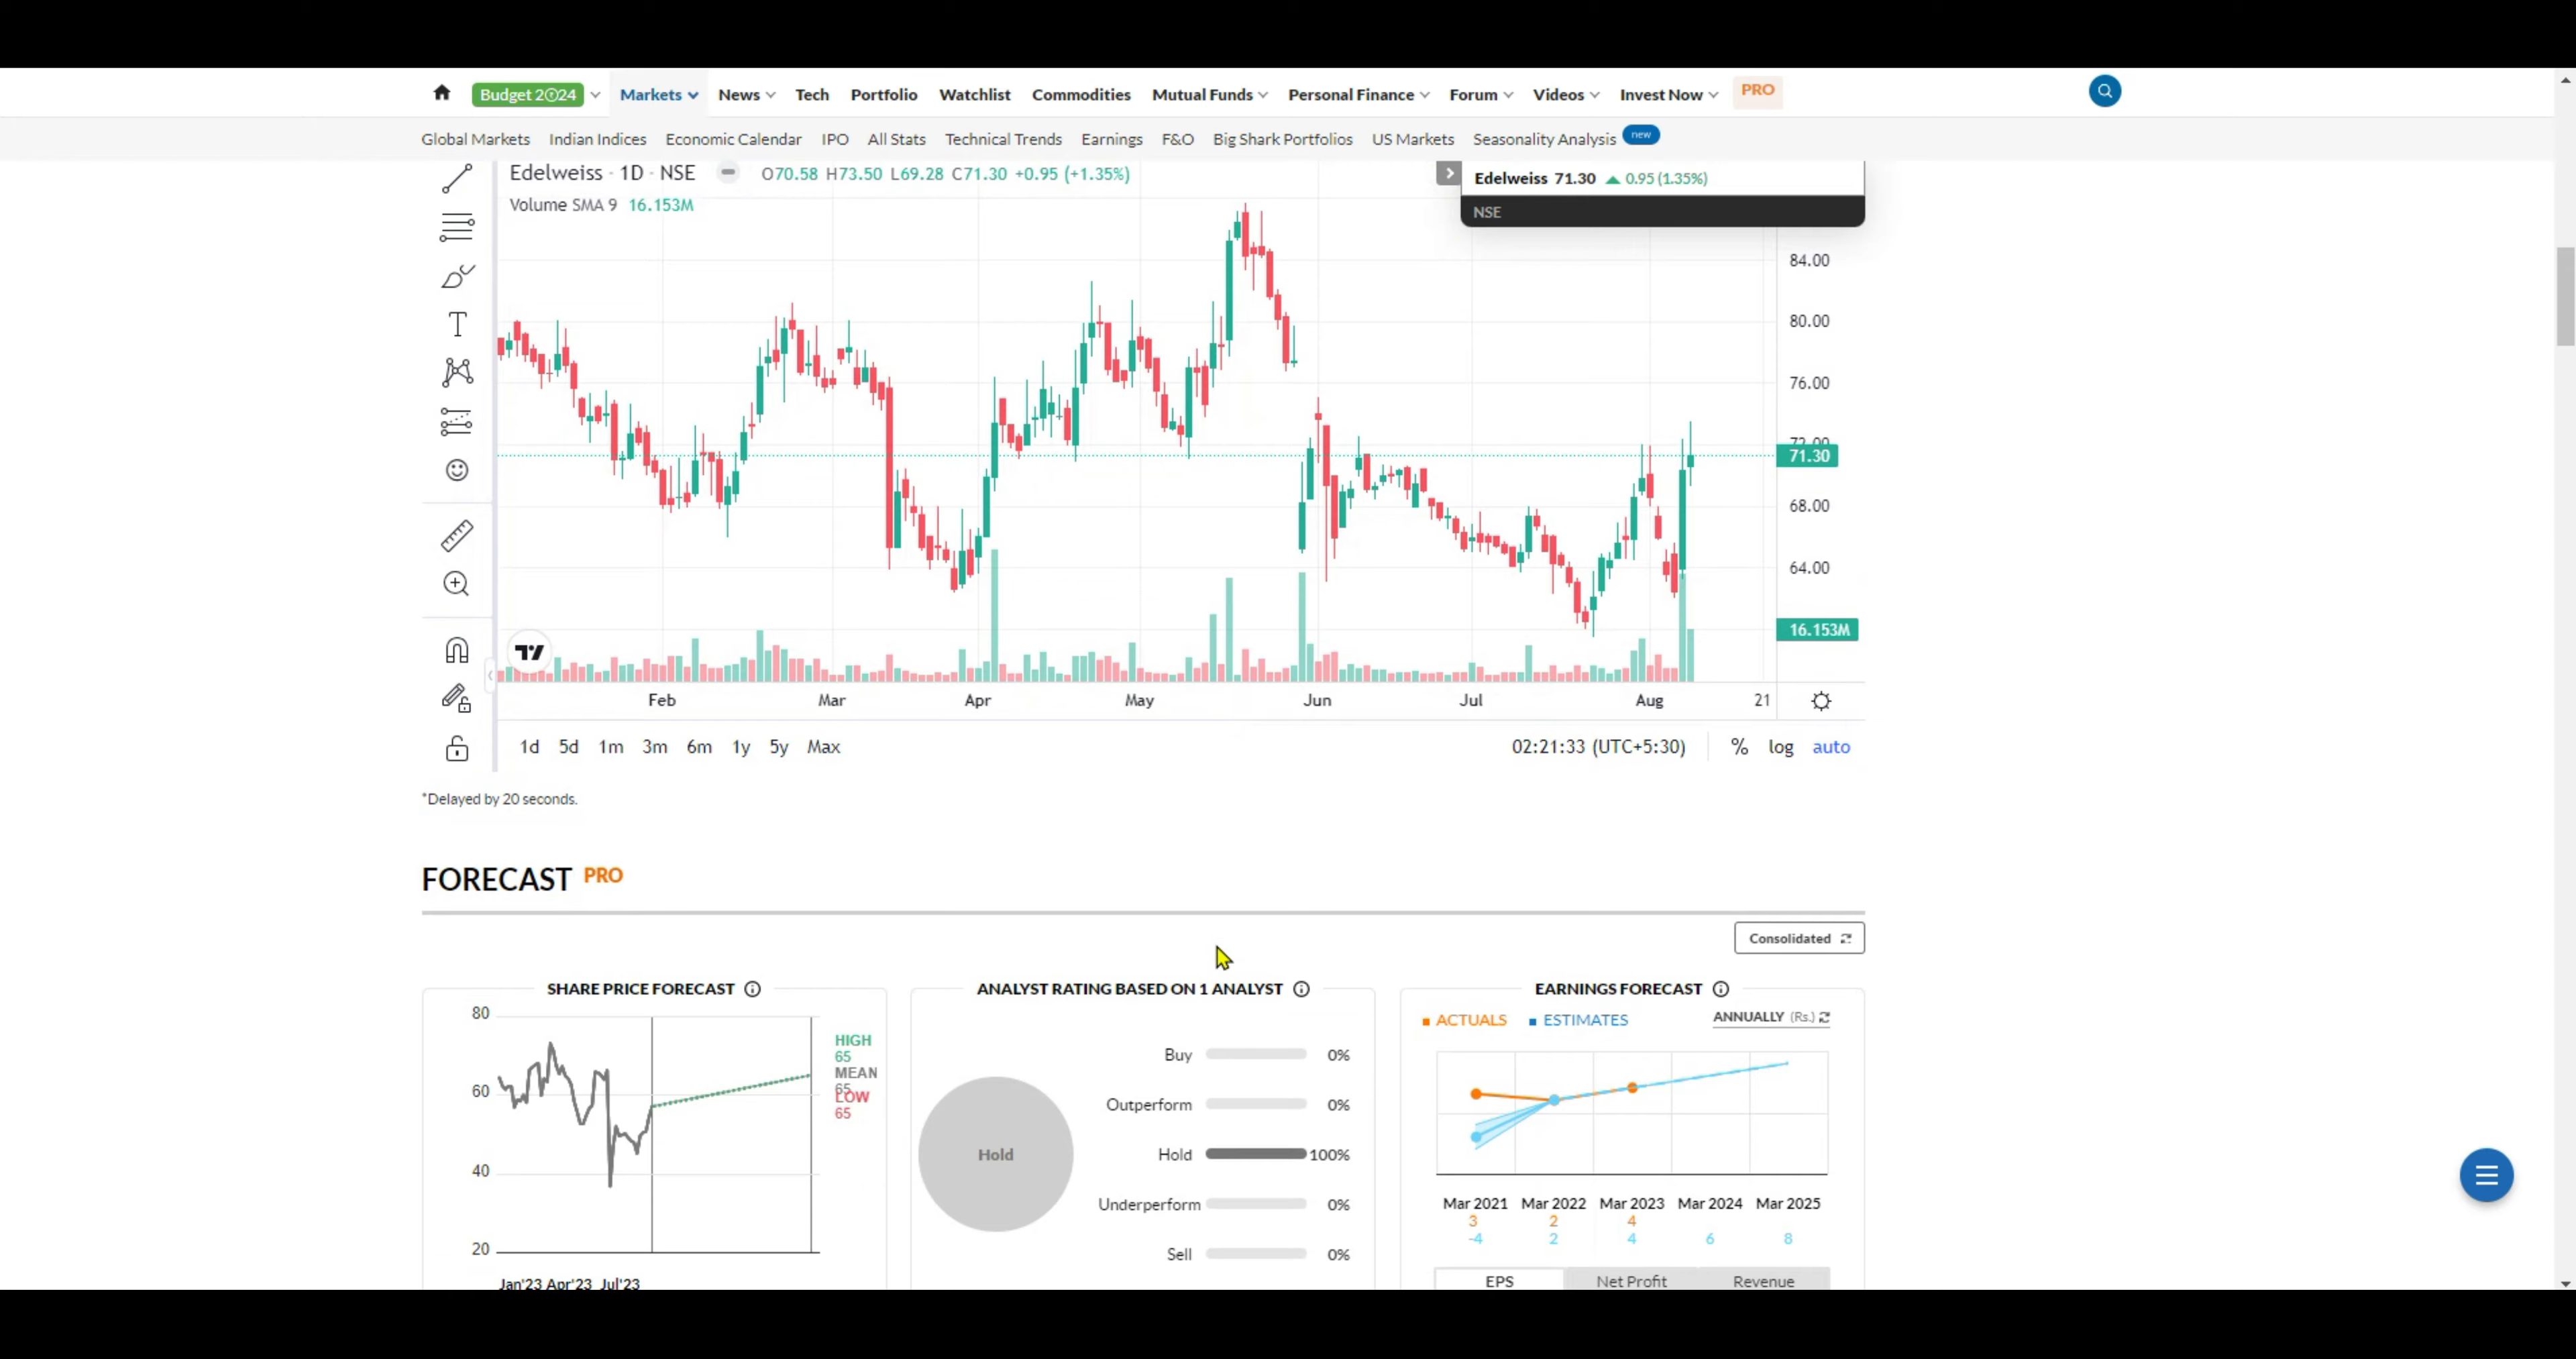 Budget 2024 Markets News Tech Portfolio Watchlist Commodities Mutual Funds Personal Finance Forum Videos Invest Now PRO
Global Markets Indian Indices Economic Calendar IPO All Stats Technical Trends Earnings F&O Big Shark Portfolios US Markets Seasonality Analysis new
Edelweiss · 1D · NSE O70.58 H73.50 L69.28 C71.30 +0.95 (+1.35%)
Volume SMA 9 16.153M
Edelweiss 71.30 0.95 (1.35%)
NSE
84.00
80.00
76.00
72.00
71.30
68.00
64.00
16.153M
Feb Mar Apr May Jun Jul Aug 21
1d 5d 1m 3m 6m 1y 5y Max 02:21:33 (UTC+5:30) % log auto
*Delayed by 20 seconds.
FORECAST PRO
Consolidated
SHARE PRICE FORECAST
80
60
40
20
HIGH
65
MEAN
65
LOW
65
Jan'23 Apr'23 Jul'23
ANALYST RATING BASED ON 1 ANALYST
Hold
Buy 0%
Outperform 0%
Hold 100%
Underperform 0%
Sell 0%
EARNINGS FORECAST
ACTUALS ESTIMATES ANNUALLY (Rs.)
Mar 2021 Mar 2022 Mar 2023 Mar 2024 Mar 2025
3 2 4
-4 2 4 6 8
EPS Net Profit Revenue